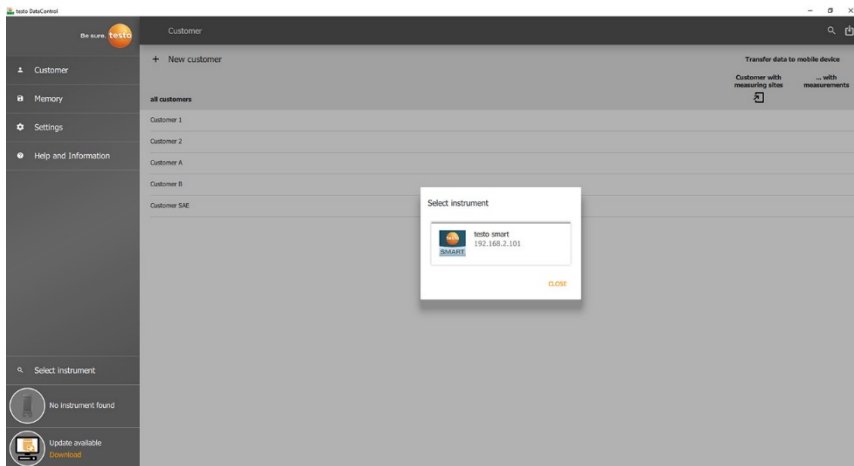 testo DataControl
Be sure. testo
Customer
Memory
Settings
Help and Information
Select instrument
No instrument found
Update available
Download
Customer
+ New customer
Transfer data to mobile device
Customer with
measuring sites
... with
measurements
all customers
Customer 1
Customer 2
Customer A
Customer B
Customer SAE
Select instrument
testo smart
192.168.2.101
SMART
CLOSE